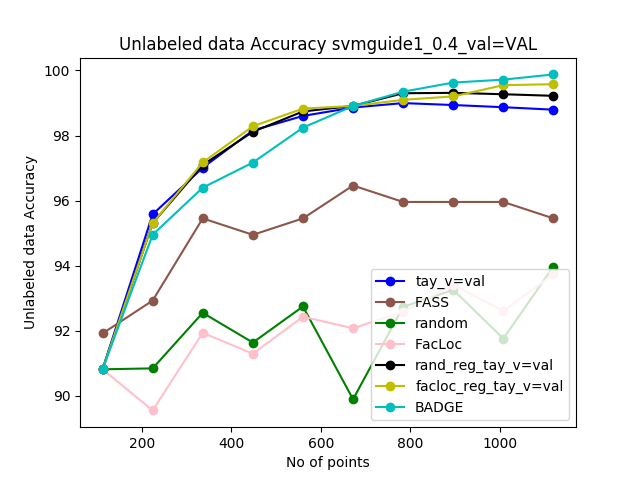 Unlabeled data Accuracy svmguide1_0.4_val=VAL
Unlabeled data Accuracy
100
98
96
94
92
90
200
400
600
800
1000
No of points
tay_v=val
FASS
random
FacLoc
rand_reg_tay_v=val
facloc_reg_tay_v=val
BADGE